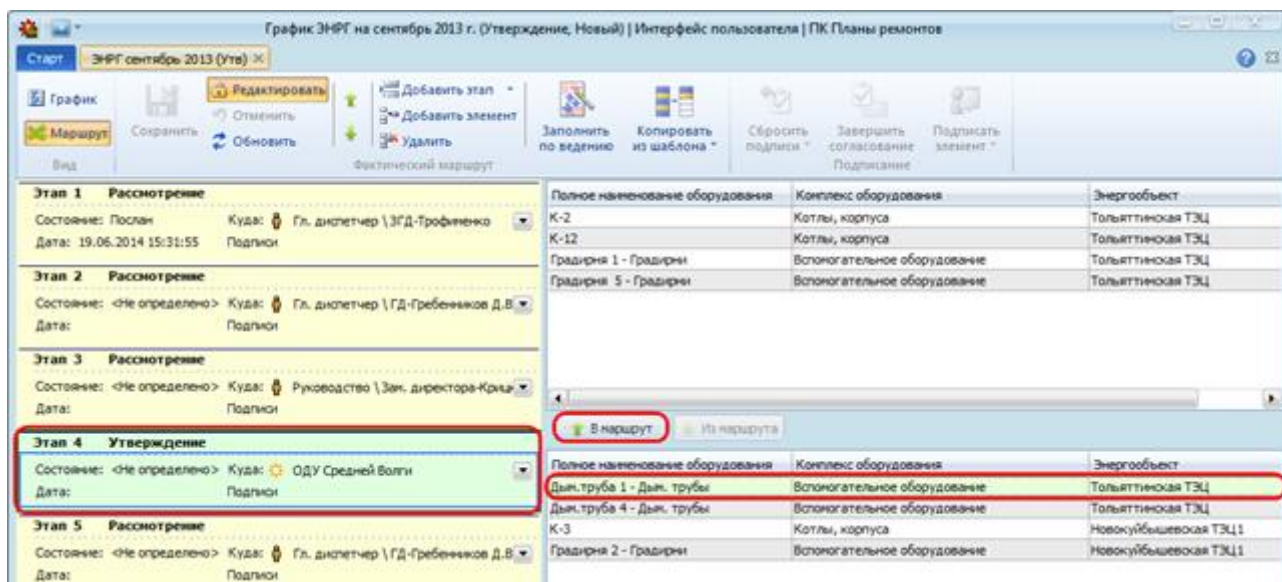 График ЭНРГ на сентябрь 2013 г. (Утверждение, Новый) | Интерфейс пользователя | ПК Планы ремонтов
Старт ЭНРГ сентябрь 2013 (Утв)
График
Маршрут
Вид
Сохранить
Редактировать
Отменить
Обновить
Добавить этап
Добавить элемент
Удалить
Фактический маршрут
Заполнить
по ведению
Копировать
из шаблона
Сбросить
подписи
Завершить
согласование
Подписать
элемент
Подписание
Этап 1 Рассмотрение
Состояние: Послан Куда: Гл. диспетчер \ ЗГД-Трофименко
Дата: 19.06.2014 15:31:55 Подписи
Этап 2 Рассмотрение
Состояние: <Не определено> Куда: Гл. диспетчер \ ГД-Гребенников Д.В
Дата: Подписи
Этап 3 Рассмотрение
Состояние: <Не определено> Куда: Руководство \ Зам. директора-Криц
Дата: Подписи
Этап 4 Утверждение
Состояние: <Не определено> Куда: ОДУ Средней Волги
Дата: Подписи
Этап 5 Рассмотрение
Состояние: <Не определено> Куда: Гл. диспетчер \ ГД-Гребенников Д.В
Дата: Подписи
Полное наименование оборудования Комплекс оборудования Энергообъект
К-2 Котлы, корпуса Тольяттинская ТЭЦ
К-12 Котлы, корпуса Тольяттинская ТЭЦ
Градирня 1 - Градирни Вспомогательное оборудование Тольяттинская ТЭЦ
Градирня 5 - Градирни Вспомогательное оборудование Тольяттинская ТЭЦ
В маршрут Из маршрута
Полное наименование оборудования Комплекс оборудования Энергообъект
Дым.труба 1 - Дым. трубы Вспомогательное оборудование Тольяттинская ТЭЦ
Дым.труба 4 - Дым. трубы Вспомогательное оборудование Тольяттинская ТЭЦ
К-3 Котлы, корпуса Новокуйбышевская ТЭЦ1
Градирня 2 - Градирни Вспомогательное оборудование Новокуйбышевская ТЭЦ1